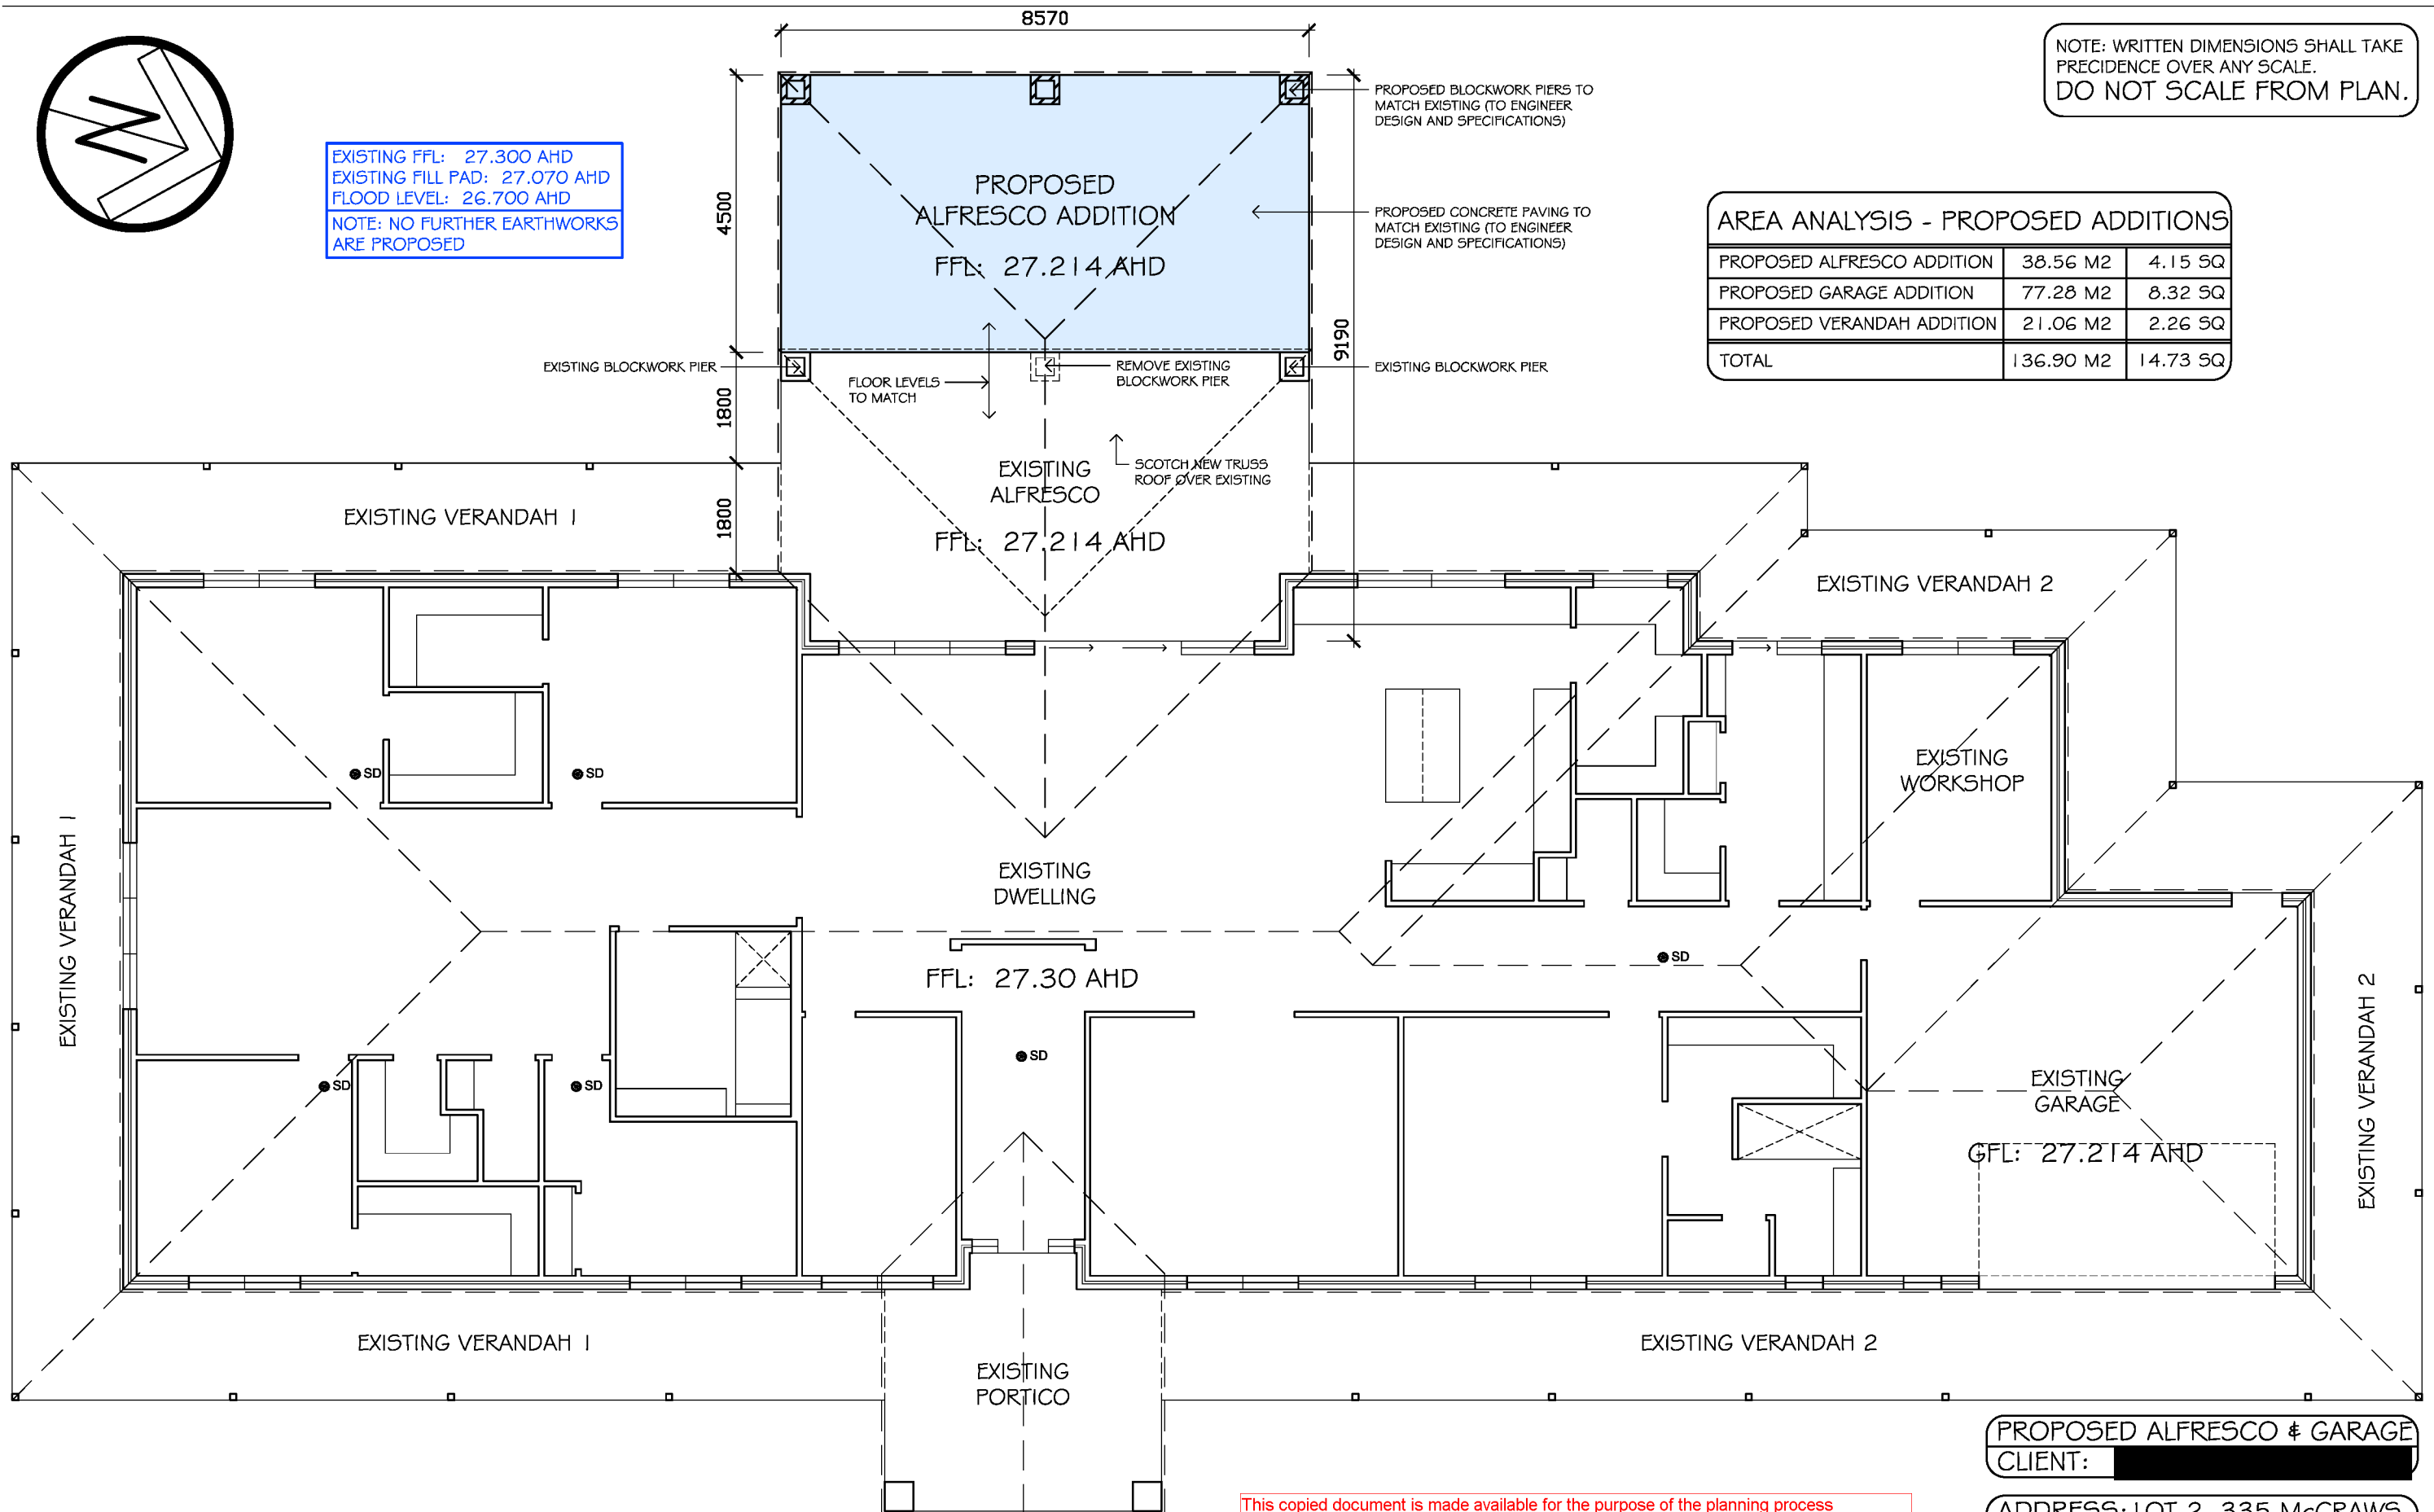 8570
NOTE: WRITTEN DIMENSIONS SHALL TAKE
PRECIDENCE OVER ANY SCALE.
DO NOT SCALE FROM PLAN.
EXISTING FFL: 27.300 AHD
EXISTING FILL PAD: 27.070 AHD
FLOOD LEVEL: 26.700 AHD
NOTE: NO FURTHER EARTHWORKS
ARE PROPOSED
PROPOSED BLOCKWORK PIERS TO
MATCH EXISTING (TO ENGINEER
DESIGN AND SPECIFICATIONS)
4500
PROPOSED
ALFRESCO ADDITION
FFL: 27.214 AHD
PROPOSED CONCRETE PAVING TO
MATCH EXISTING (TO ENGINEER
DESIGN AND SPECIFICATIONS)
AREA ANALYSIS - PROPOSED ADDITIONS
PROPOSED ALFRESCO ADDITION 38.56 M2 4.15 SQ
PROPOSED GARAGE ADDITION 77.28 M2 8.32 SQ
PROPOSED VERANDAH ADDITION 21.06 M2 2.26 SQ
TOTAL 136.90 M2 14.73 SQ
9190
EXISTING BLOCKWORK PIER
FLOOR LEVELS
TO MATCH
REMOVE EXISTING
BLOCKWORK PIER
EXISTING BLOCKWORK PIER
1800
SCOTCH NEW TRUSS
ROOF OVER EXISTING
EXISTING
ALFRESCO
FFL: 27.214 AHD
1800
EXISTING VERANDAH 1
EXISTING VERANDAH 2
SD
SD
EXISTING
WORKSHOP
EXISTING VERANDAH 1
EXISTING
DWELLING
FFL: 27.30 AHD
SD
SD
SD
SD
EXISTING
GARAGE
GFL: 27.214 AHD
EXISTING VERANDAH 2
EXISTING VERANDAH 1
EXISTING VERANDAH 2
EXISTING
PORTICO
PROPOSED ALFRESCO & GARAGE
CLIENT:
This copied document is made available for the purpose of the planning process
ADDRESS: LOT 2, 335 McCRAWS